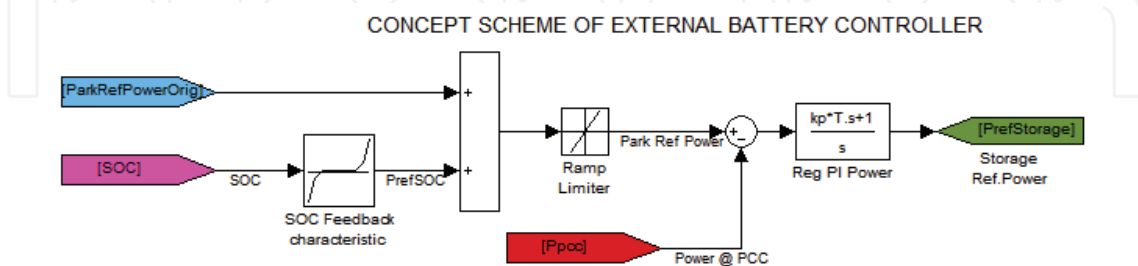 CONCEPT SCHEME OF EXTERNAL BATTERY CONTROLLER
[ParkRefPowerOrig]
+
[SOC]
SOC
SOC Feedback
characteristic
PrefSOC
+
Ramp
Limiter
Park Ref Power
+
−
[Ppcc]
Power @ PCC
kp*T.s+1
s
Reg PI Power
[PrefStorage]
Storage
Ref.Power